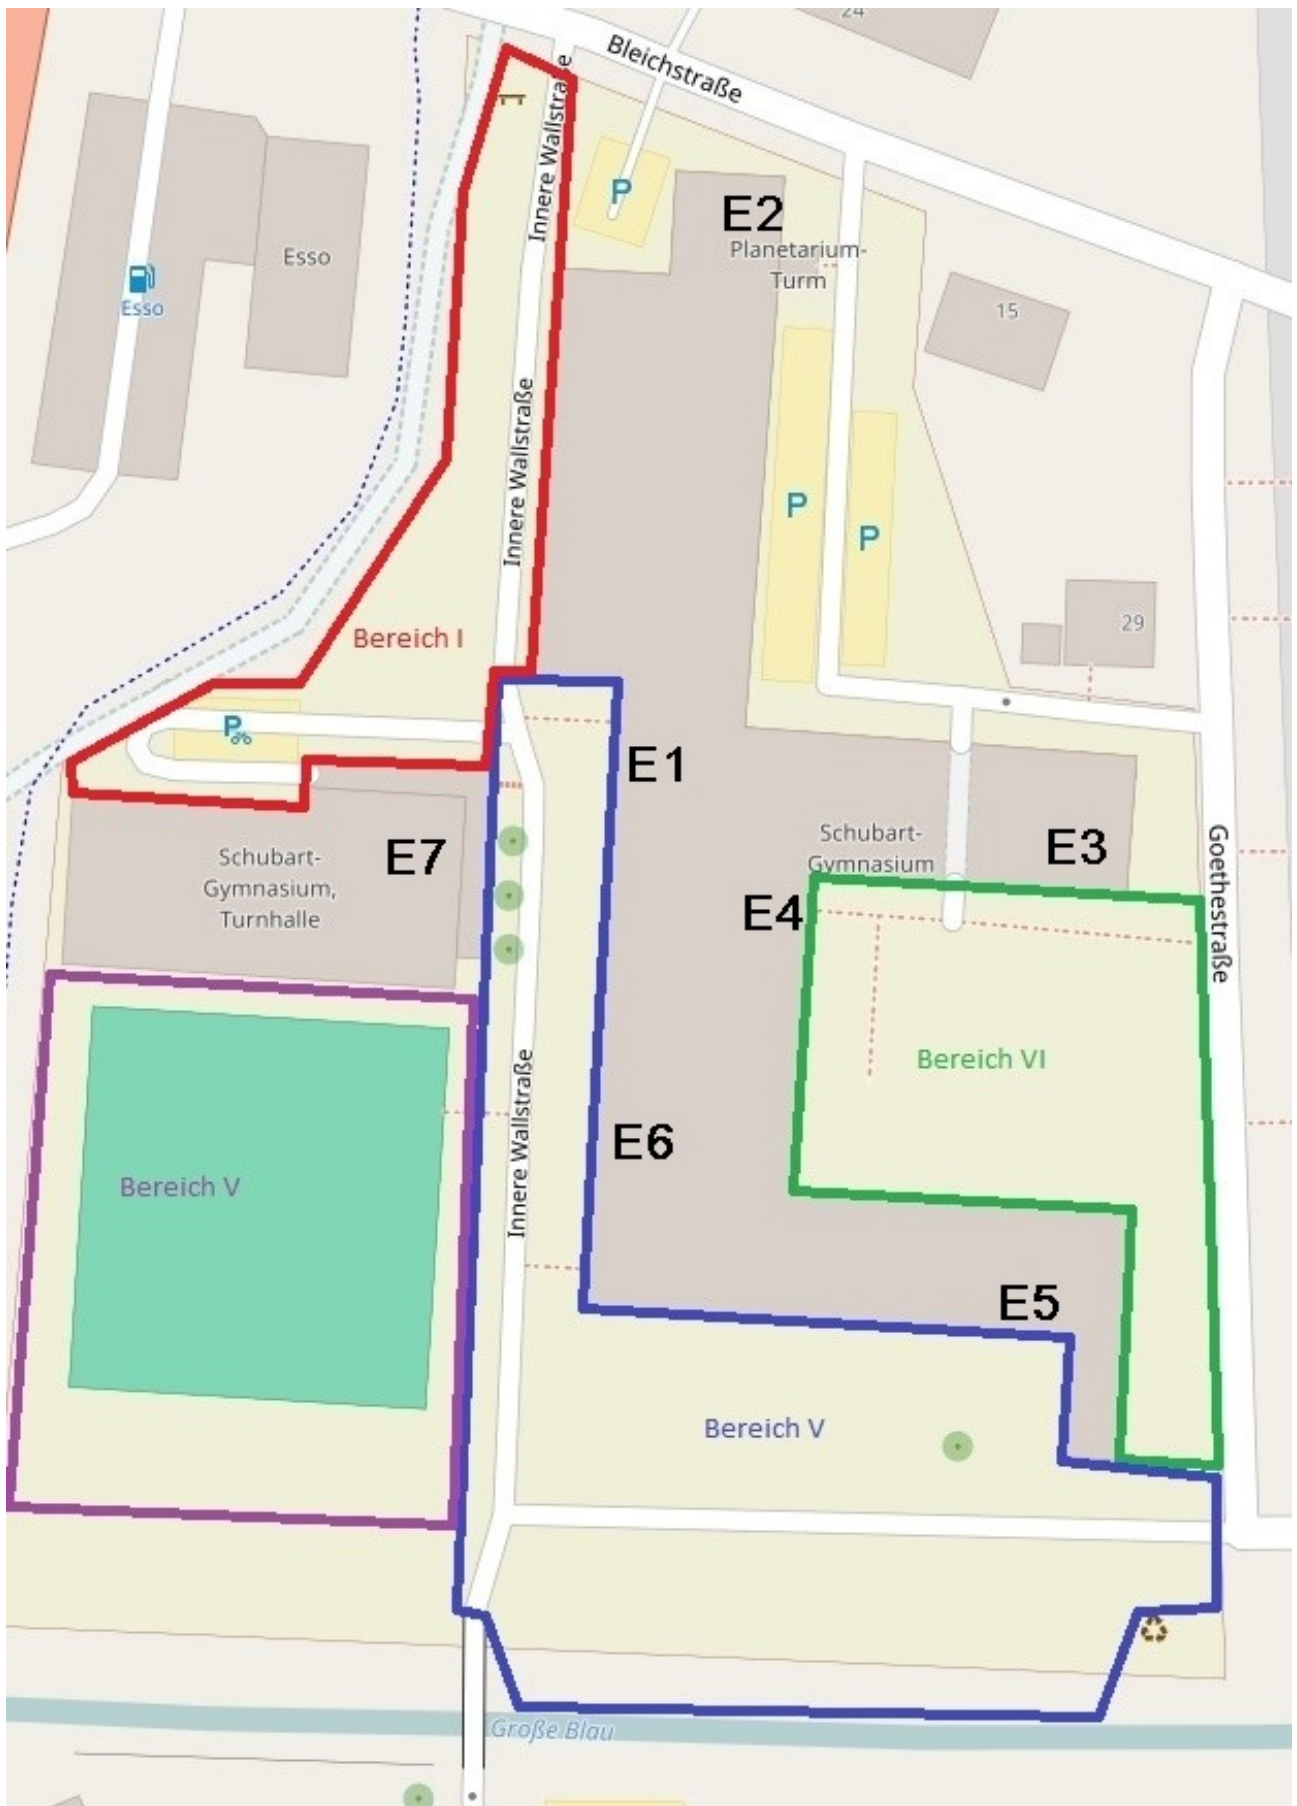 24
Bleichstraße
Innere Wallstraße
P
E2
Planetarium-
Turm
Esso
Esso
15
Innere Wallstraße
P
P
Bereich I
29
P
E1
Schubart-
Gymnasium
E3
Goethestraße
E7
Schubart-
Gymnasium,
Turnhalle
E4
Bereich VI
Innere Wallstraße
E6
Bereich V
E5
Bereich V
Große Blau